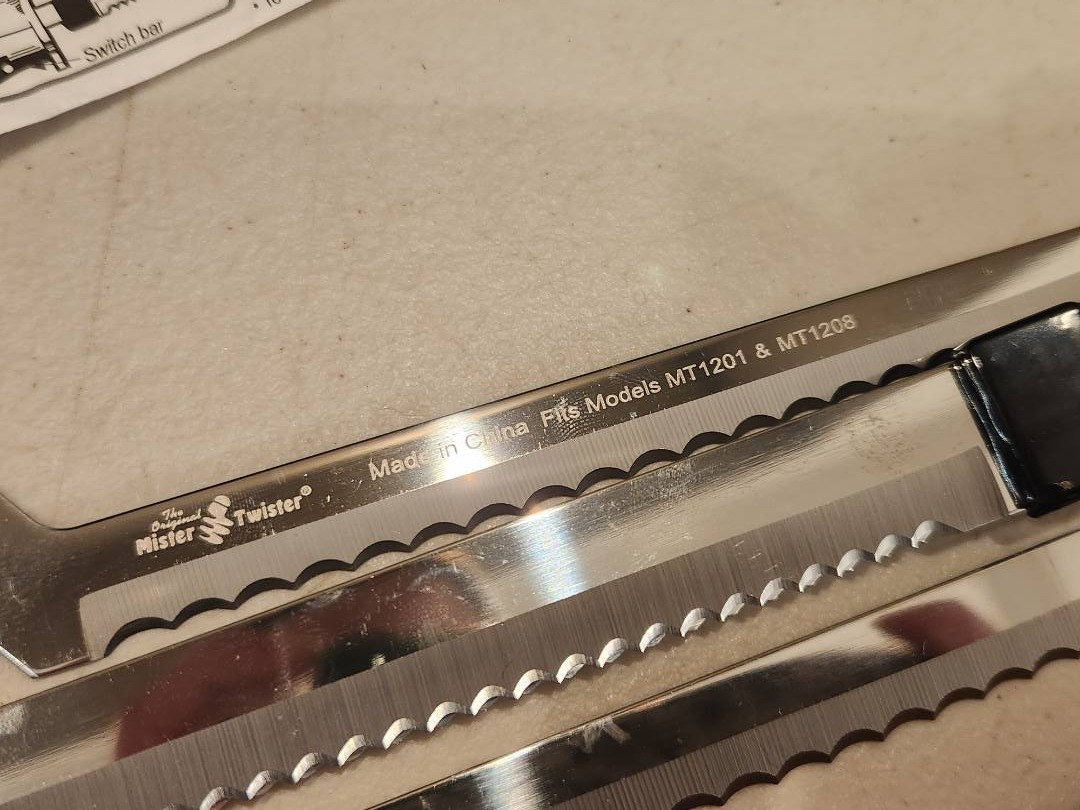 Switch bar
Made in China Fits Models MT1201 & MT1208
The
Original
Mister Twister®